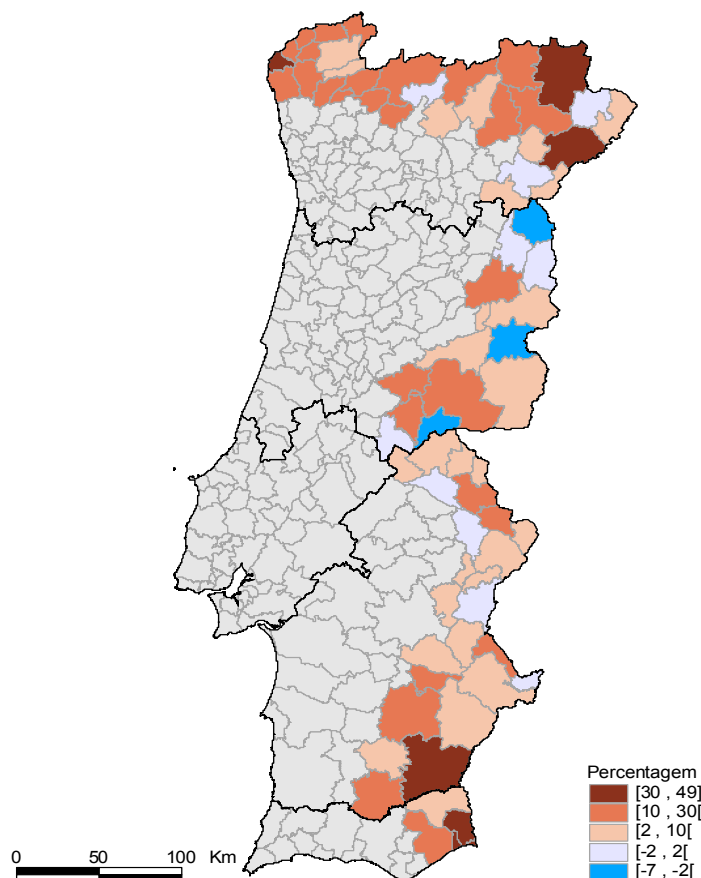 Percentagem
[30 , 49]
[10 , 30[
[2 , 10[
[-2 , 2[
[-7 , -2[
0 50 100 Km